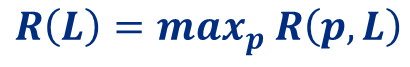 R(L) = max_p R(p, L)